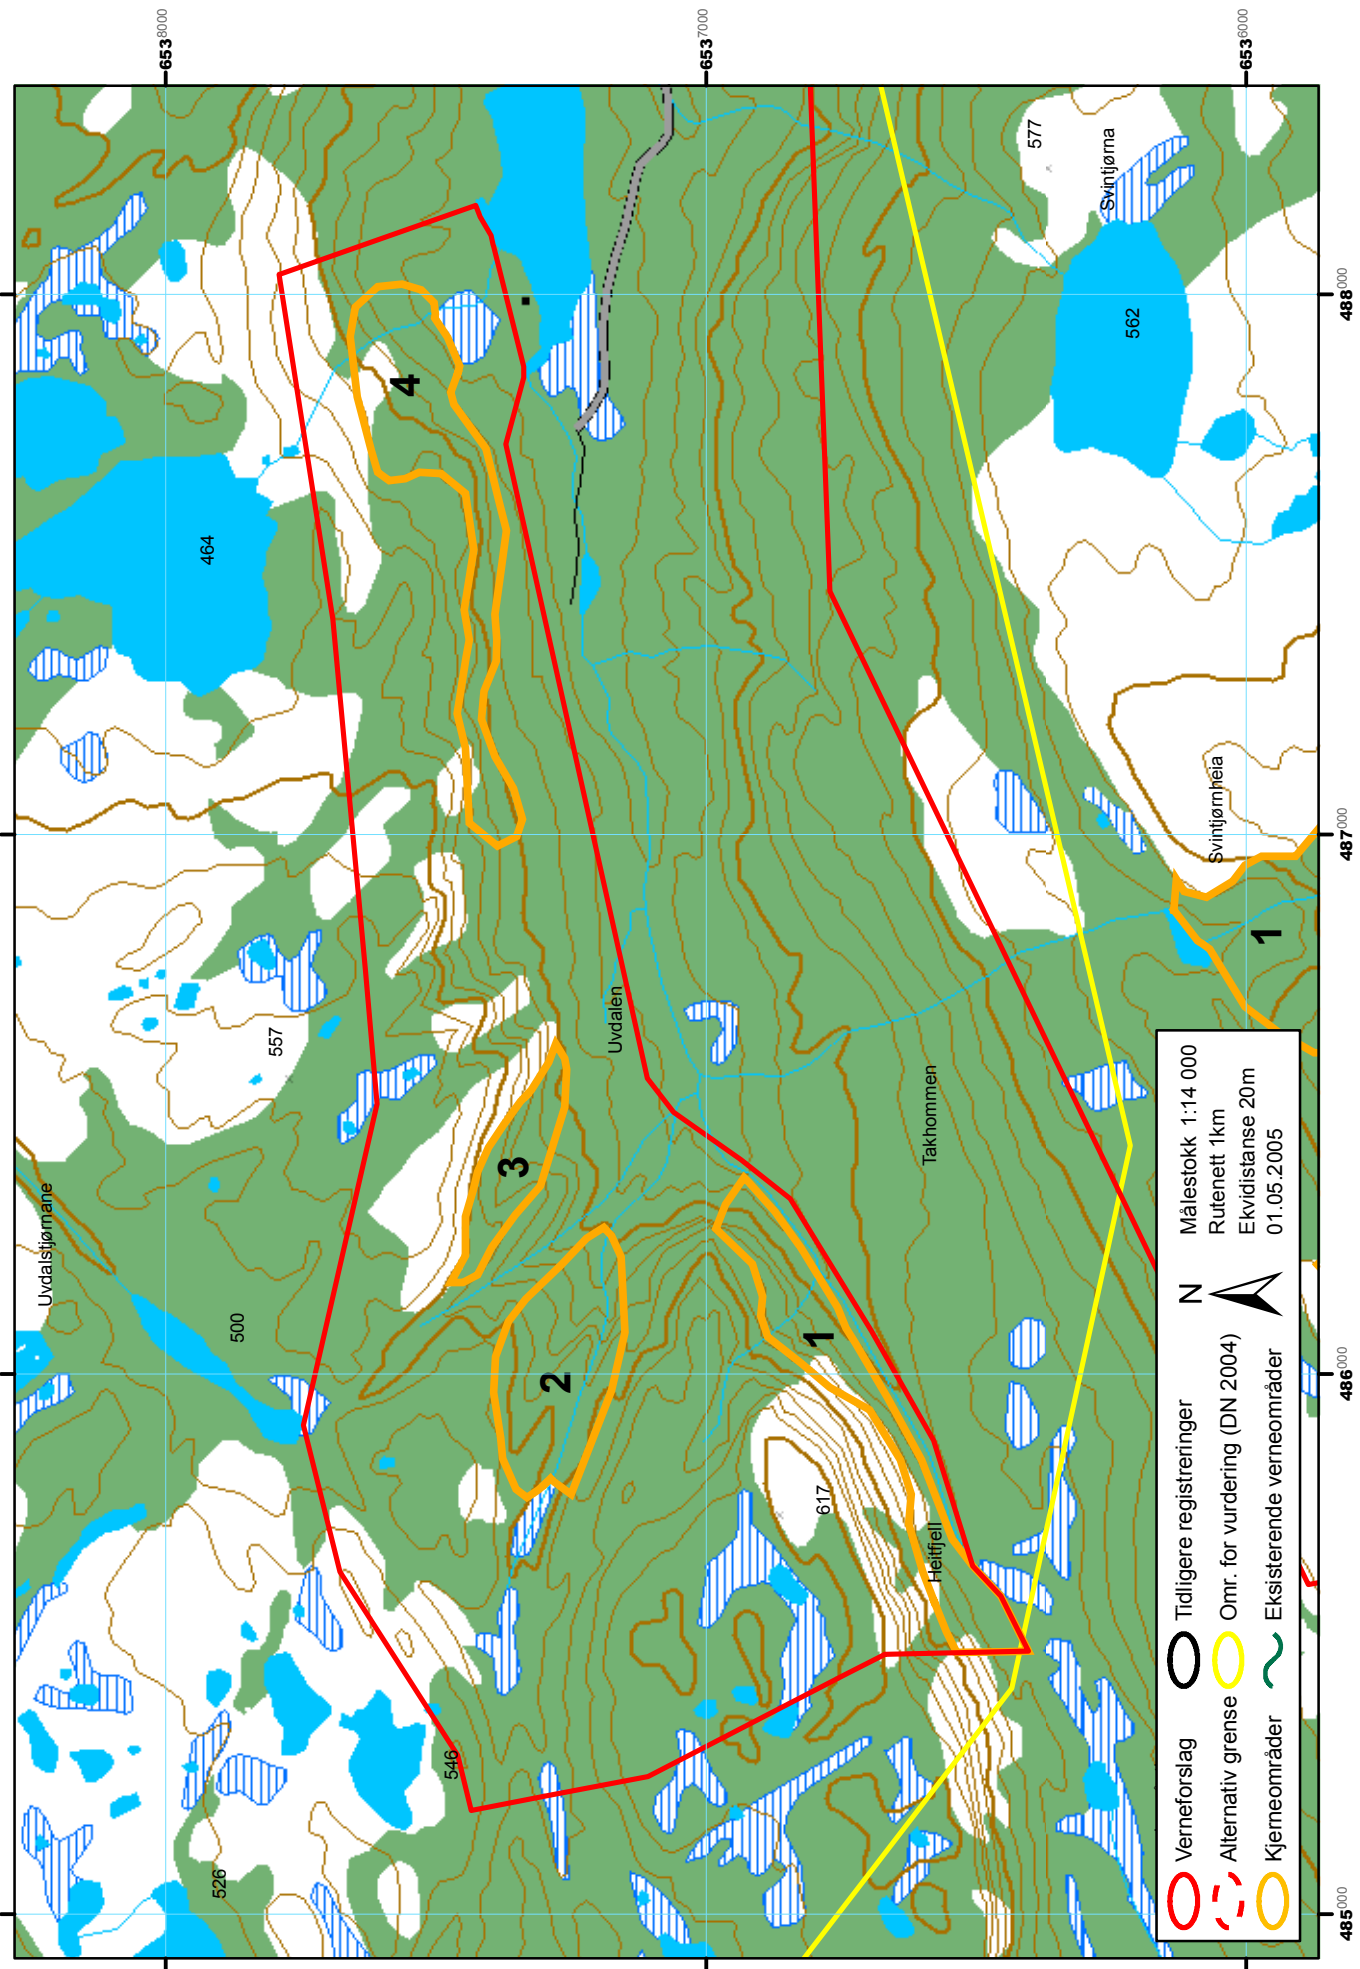 6538000
6537000
6536000
488000
487000
486000
485000
577
Svintjørna
562
464
4
Svintjørnheia
1
557
Uvdalen
Takhommen
3
Uvdalstjørnane
500
2
1
617
Heitfjell
546
526
Verneforslag
Tidligere registreringer
N
Målestokk 1:14 000
Alternativ grense
Omr. for vurdering (DN 2004)
Rutenett 1km
Kjerneområder
Eksisterende verneområder
Ekvidistanse 20m
01.05.2005